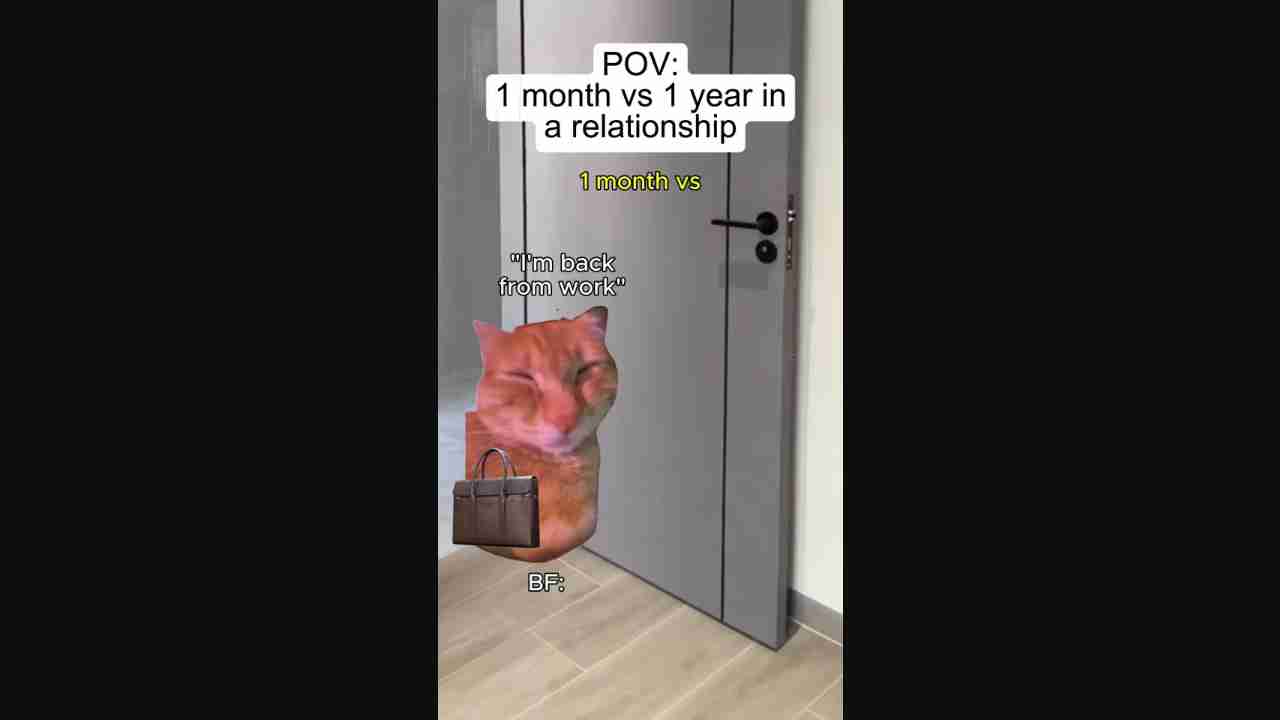 POV:
1 month vs 1 year in
a relationship
1 month vs
"I'm back
from work"
BF: